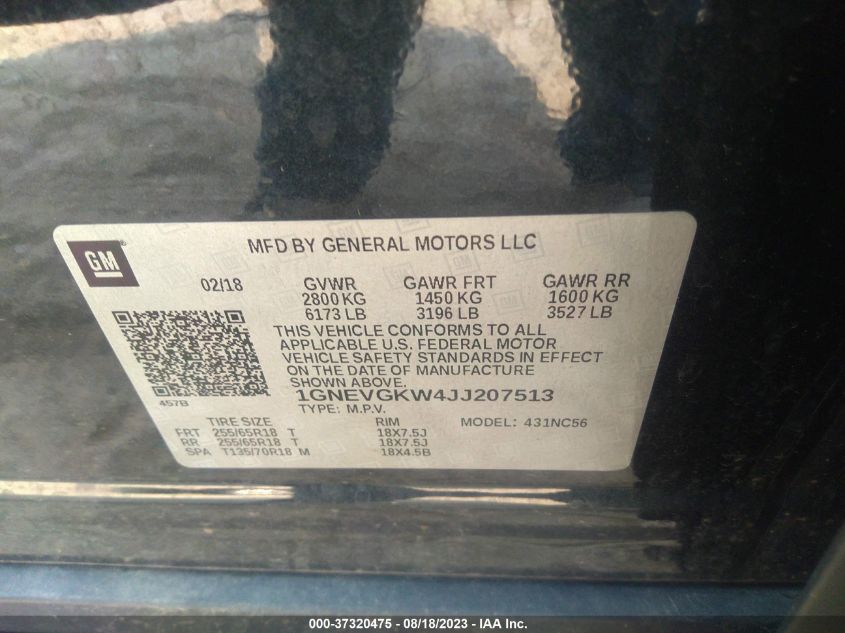 GM
MFD BY GENERAL MOTORS LLC
02/18 GVWR GAWR FRT GAWR RR
2800 KG 1450 KG 1600 KG
6173 LB 3196 LB 3527 LB
THIS VEHICLE CONFORMS TO ALL
APPLICABLE U.S. FEDERAL MOTOR
VEHICLE SAFETY STANDARDS IN EFFECT
ON THE DATE OF MANUFACTURE
SHOWN ABOVE.
457B
1GNEVGKW4JJ207513
TYPE: M.P.V.
TIRE SIZE RIM MODEL: 431NC56
FRT 255/65R18 T 18X7.5J
RR 255/65R18 T 18X7.5J
SPA T135/70R18 M 18X4.5B
000-37320475 - 08/18/2023 - IAA Inc.